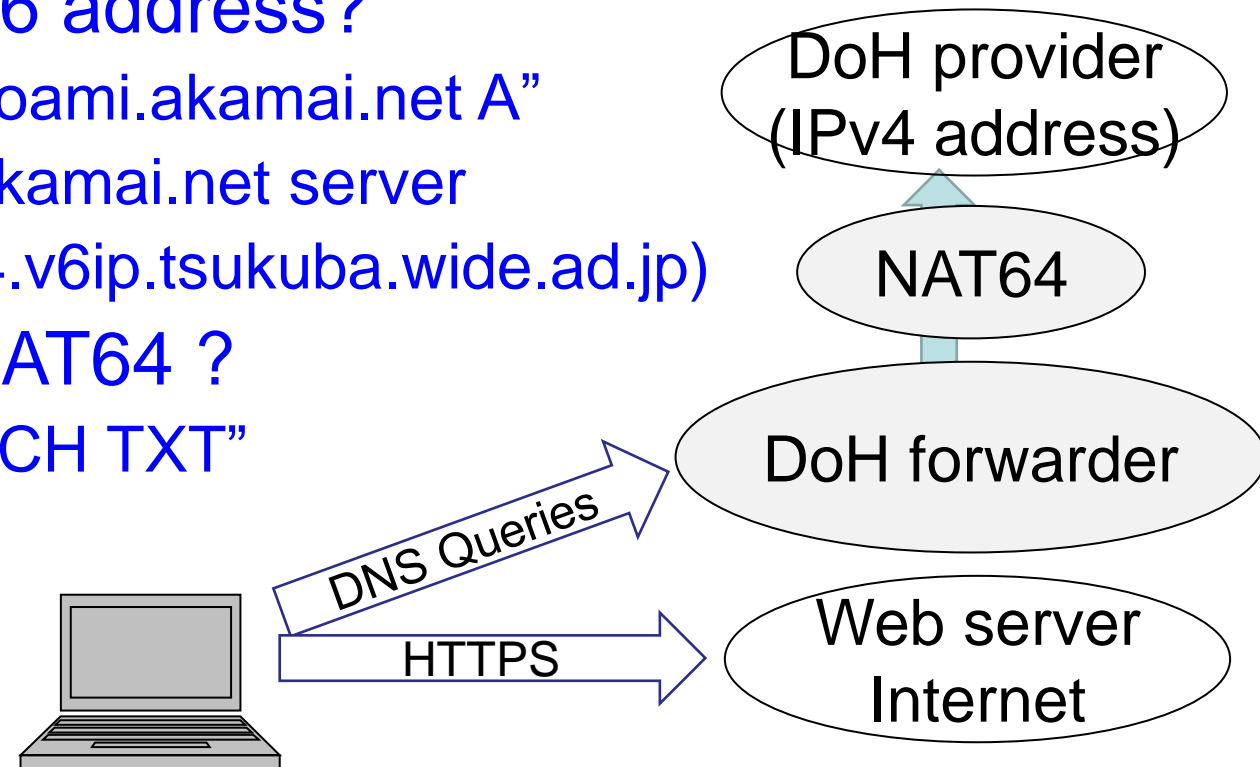 6 address?
oami.akamai.net A”
kamai.net server
.v6ip.tsukuba.wide.ad.jp)
AT64 ?
CH TXT”
DoH provider
(IPv4 address)
NAT64
DoH forwarder
DNS Queries
HTTPS
Web server
Internet